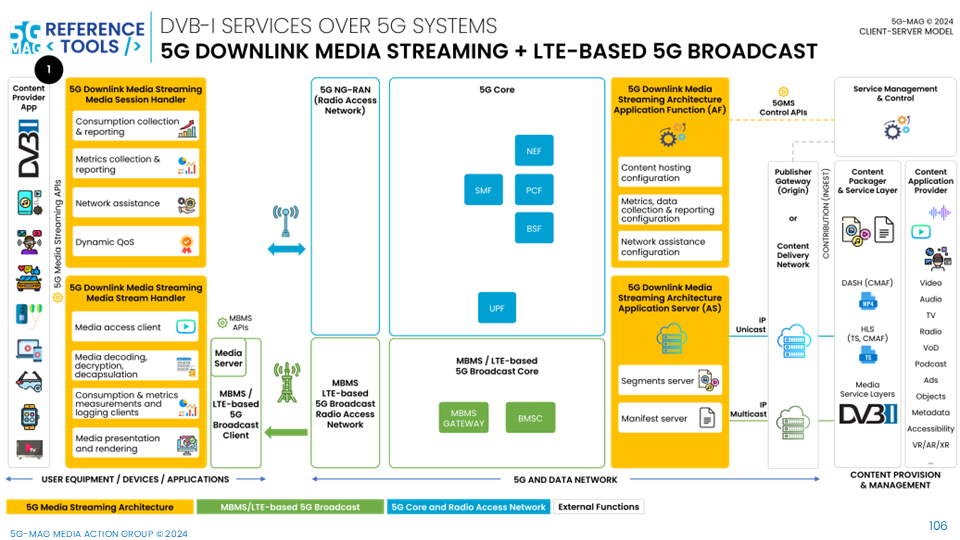 5G
MAG
REFERENCE
< TOOLS />
DVB-I SERVICES OVER 5G SYSTEMS
5G DOWNLINK MEDIA STREAMING + LTE-BASED 5G BROADCAST
5G-MAG © 2024
CLIENT-SERVER MODEL
1
Content
Provider
App
DVB I
5G Media Streaming APIs
5G Downlink Media Streaming
Media Session Handler
Consumption collection
& reporting
Metrics collection &
reporting
Network assistance
Dynamic QoS
5G Downlink Media Streaming
Media Stream Handler
Media access client
Media decoding,
decryption,
decapsulation
Consumption & metrics
measurements and
logging clients
Media presentation
and rendering
MBMS
APIs
Media
Server
MBMS /
LTE-based
5G
Broadcast
Client
5G NG-RAN
(Radio Access
Network)
MBMS
LTE-based
5G Broadcast
Radio Access
Network
5G Core
NEF
SMF
PCF
BSF
UPF
MBMS / LTE-based
5G Broadcast Core
MBMS
GATEWAY
BMSC
5G Downlink Media
Streaming Architecture
Application Function (AF)
Content hosting
configuration
Metrics, data
collection & reporting
configuration
Network assistance
configuration
5G Downlink Media
Streaming Architecture
Application Server (AS)
Segments server
Manifest server
5GMS
Control APIs
IP
Unicast
IP
Multicast
Publisher
Gateway
(Origin)
or
Content
Delivery
Network
CONTRIBUTION (INGEST)
Service Management
& Control
Content
Packager
& Service Layer
DASH (CMAF)
MP4
HLS
(TS, CMAF)
TS
Media
Service Layers
DVB I
Content
Application
Provider
Video
Audio
TV
Radio
VoD
Podcast
Ads
Objects
Metadata
Accessibility
VR/AR/XR
...
USER EQUIPMENT / DEVICES / APPLICATIONS
5G AND DATA NETWORK
CONTENT PROVISION
& MANAGEMENT
5G Media Streaming Architecture
MBMS/LTE-based 5G Broadcast
5G Core and Radio Access Network
External Functions
5G-MAG MEDIA ACTION GROUP © 2024
106